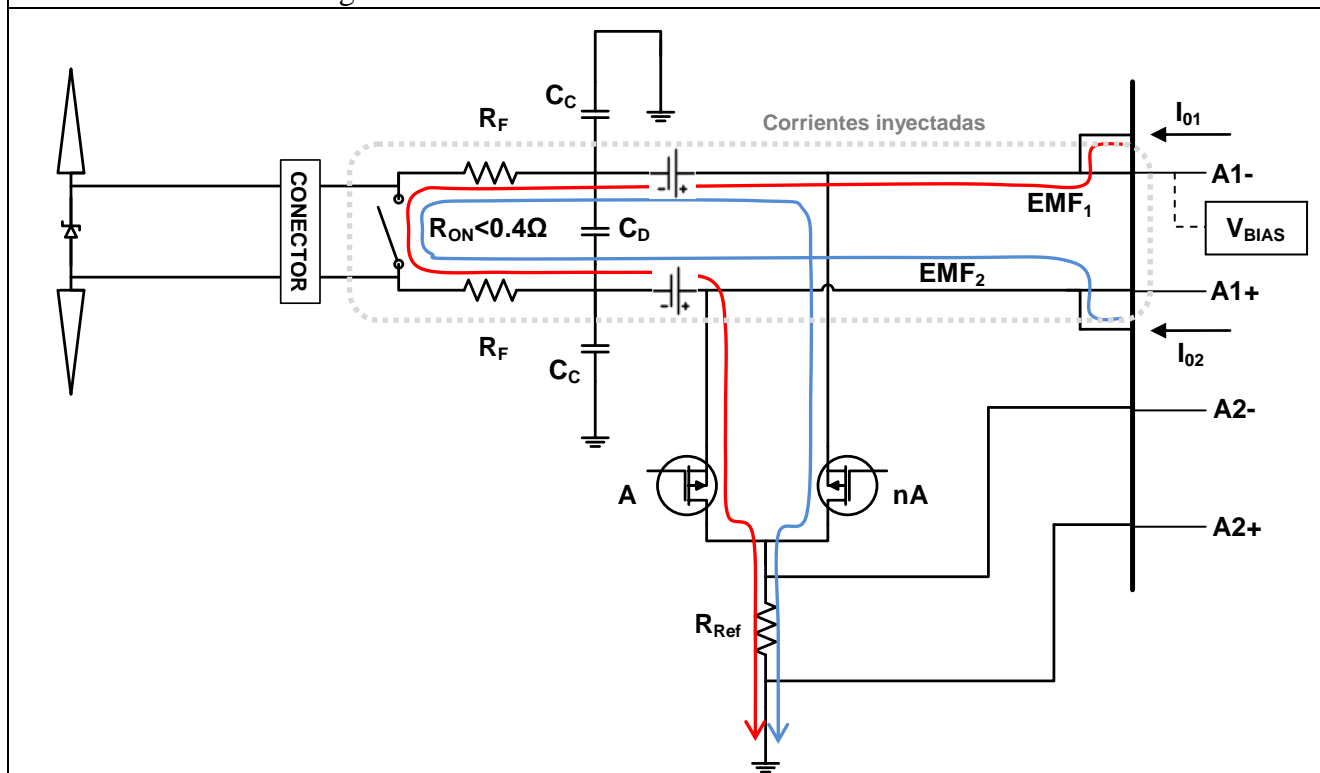 C_C
I_01
R_F
Corrientes inyectadas
A1-
CONECTOR
EMF_1
V_BIAS
R_ON<0.4Ω
C_D
EMF_2
A1+
R_F
I_02
C_C
A2-
A
nA
A2+
R_Ref